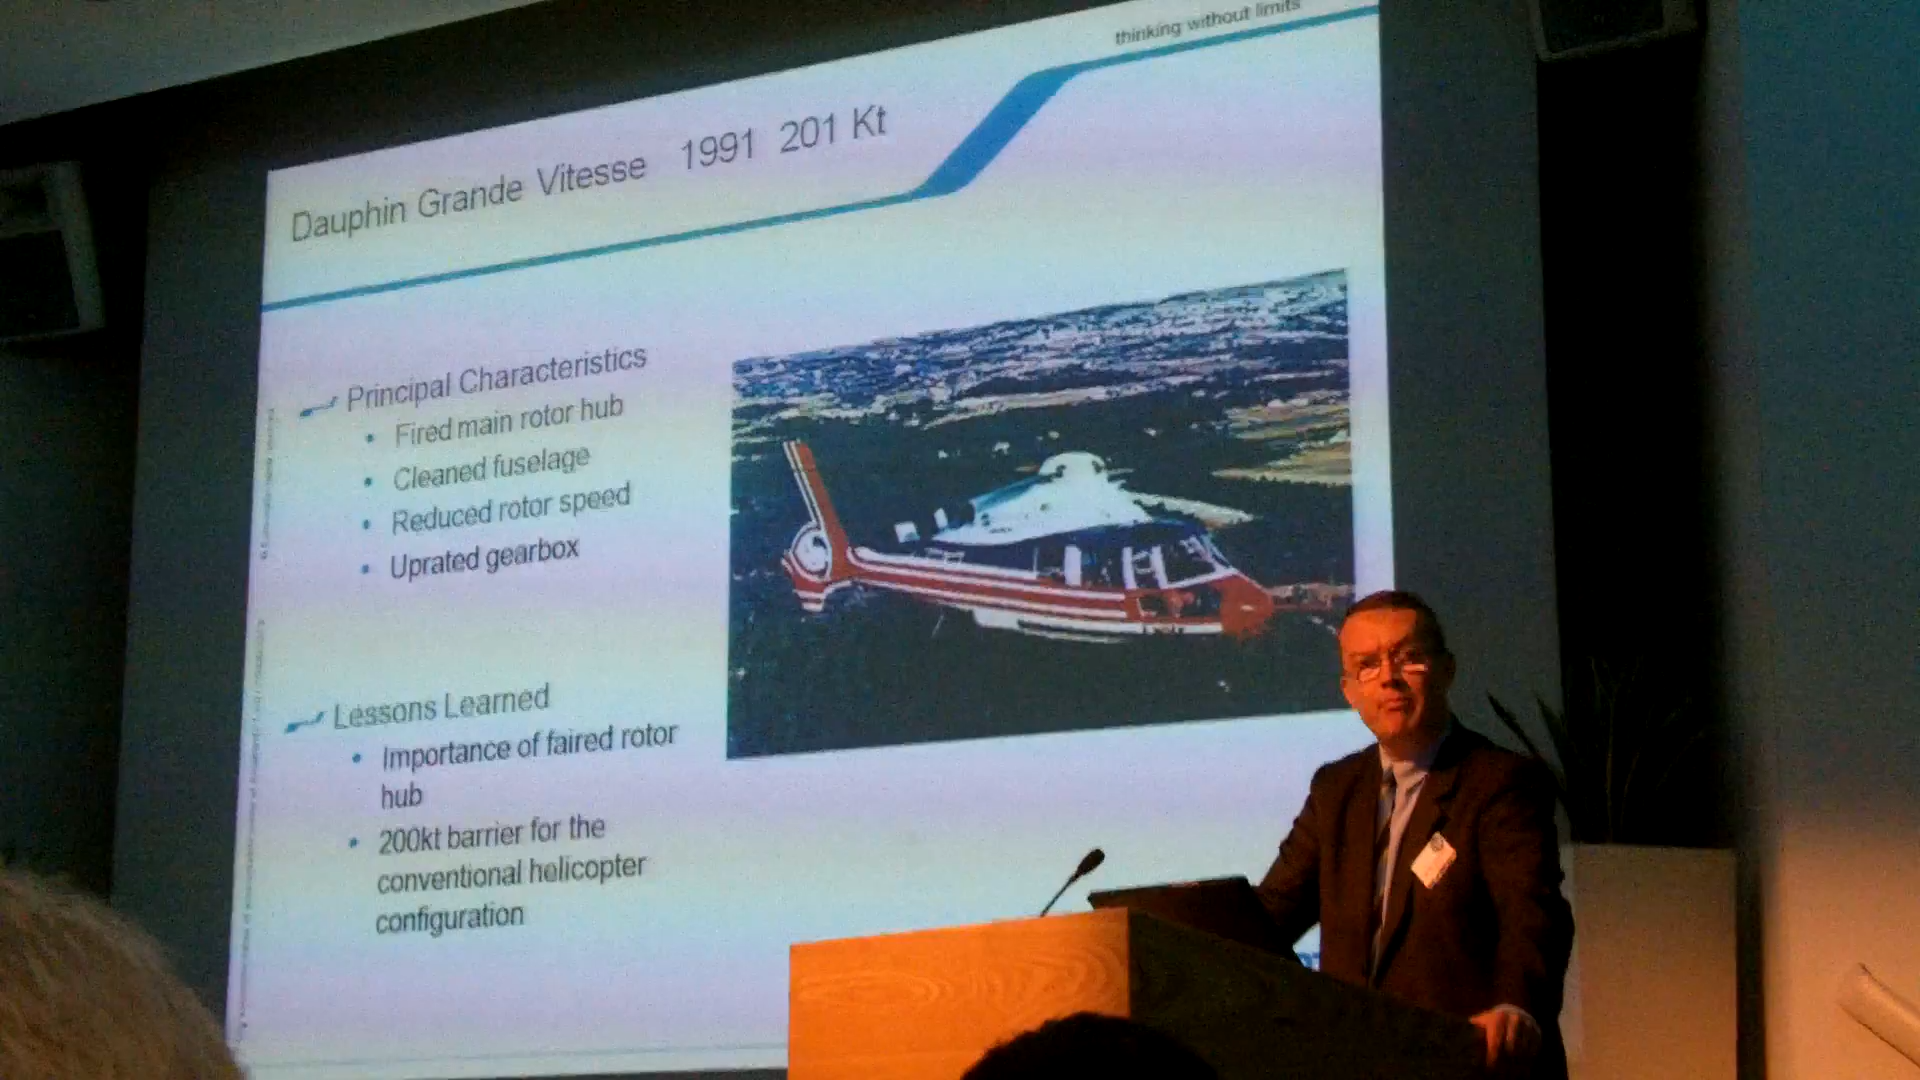 thinking without limits
Dauphin Grande Vitesse 1991 201 Kt
Principal Characteristics
• Fired main rotor hub
• Cleaned fuselage
• Reduced rotor speed
• Uprated gearbox
Lessons Learned
• Importance of faired rotor
hub
• 200kt barrier for the
conventional helicopter
configuration